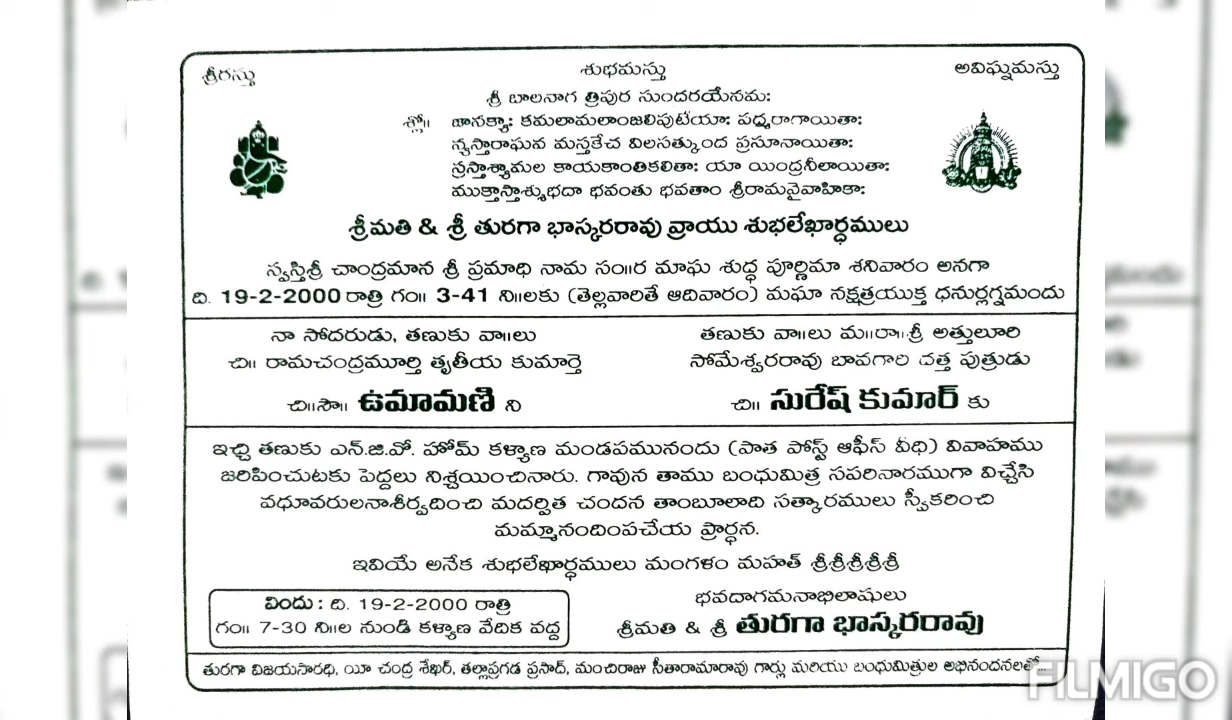 శ్రీరస్తు
శుభమస్తు
అవిఘ్నమస్తు
శ్రీ బాలనాగ త్రిపుర సుందరయేనమః
శ్లో॥ జానక్యాః కమలామలాంజలిపుటేయాః పద్మరాగాయితాః
న్యస్తారాఘవ మస్తకేచ విలసత్కుంద ప్రసూనాయితాః
స్రస్తాశ్యామల కాయకాంతికలితాః యా యింద్రనీలాయితాః
ముక్తాస్తాశ్శుభదా భవంతు భవతాం శ్రీరామనైవాహికాః
శ్రీమతి & శ్రీ తురగా భాస్కరరావు వ్రాయు శుభలేఖార్ధములు
స్వస్తిశ్రీ చాంద్రమాన శ్రీ ప్రమాధి నామ సం॥ర మాఘ శుద్ధ పూర్ణిమా శనివారం అనగా
ది. 19-2-2000 రాత్రి గం॥ 3-41 ని॥లకు (తెల్లవారితే ఆదివారం) మఘా నక్షత్రయుక్త ధనుర్లగ్నమందు
నా సోదరుడు, తణుకు వా॥లు
చి॥ రామచంద్రమూర్తి తృతీయ కుమార్తె
చి॥సౌ॥ ఉమామణి ని
తణుకు వా॥లు మ॥రా॥శ్రీ అత్తులూరి
సోమేశ్వరరావు బావగారి దత్త పుత్రుడు
చి॥ సురేష్ కుమార్ కు
ఇచ్చి తణుకు ఎన్.జి.వో. హోమ్ కళ్యాణ మండపమునందు (పాత పోస్ట్ ఆఫీస్ వీధి) వివాహము
జరిపించుటకు పెద్దలు నిశ్చయించినారు. గావున తాము బంధుమిత్ర సపరినారముగా విచ్చేసి
వధూవరులనాశీర్వదించి మదర్పిత చందన తాంబూలాది సత్కారములు స్వీకరించి
మమ్మానందింపచేయ ప్రార్ధన.
ఇవియే అనేక శుభలేఖార్ధములు మంగళం మహత్ శ్రీశ్రీశ్రీశ్రీశ్రీ
విందు : ది. 19-2-2000 రాత్రి
గం॥ 7-30 ని॥ల నుండి కళ్యాణ వేదిక వద్ద
భవదాగమనాభిలాషులు
శ్రీమతి & శ్రీ తురగా భాస్కరరావు
తురగా విజయసారధి, యీ చంద్ర శేఖర్, తల్లాప్రగడ ప్రసాద్, మంచిరాజు సీతారామారావు గార్లు మరియు బంధుమిత్రుల అభినందనలతో...
FILMIGO